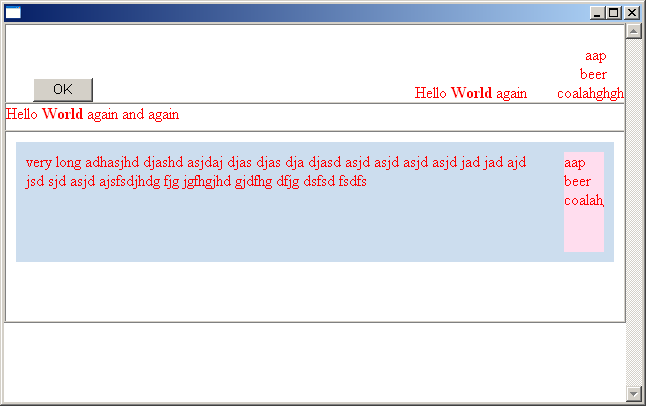 aap
beer
OK
Hello World again
coalahghgh
Hello World again and again
very long adhasjhd djashd asjdaj djas djas dja djasd asjd asjd asjd asjd jad jad ajd
jsd sjd asjd ajsfsdjhdg fjg jgfhgjhd gjdfhg dfjg dsfsd fsdfs
aap
beer
coalah